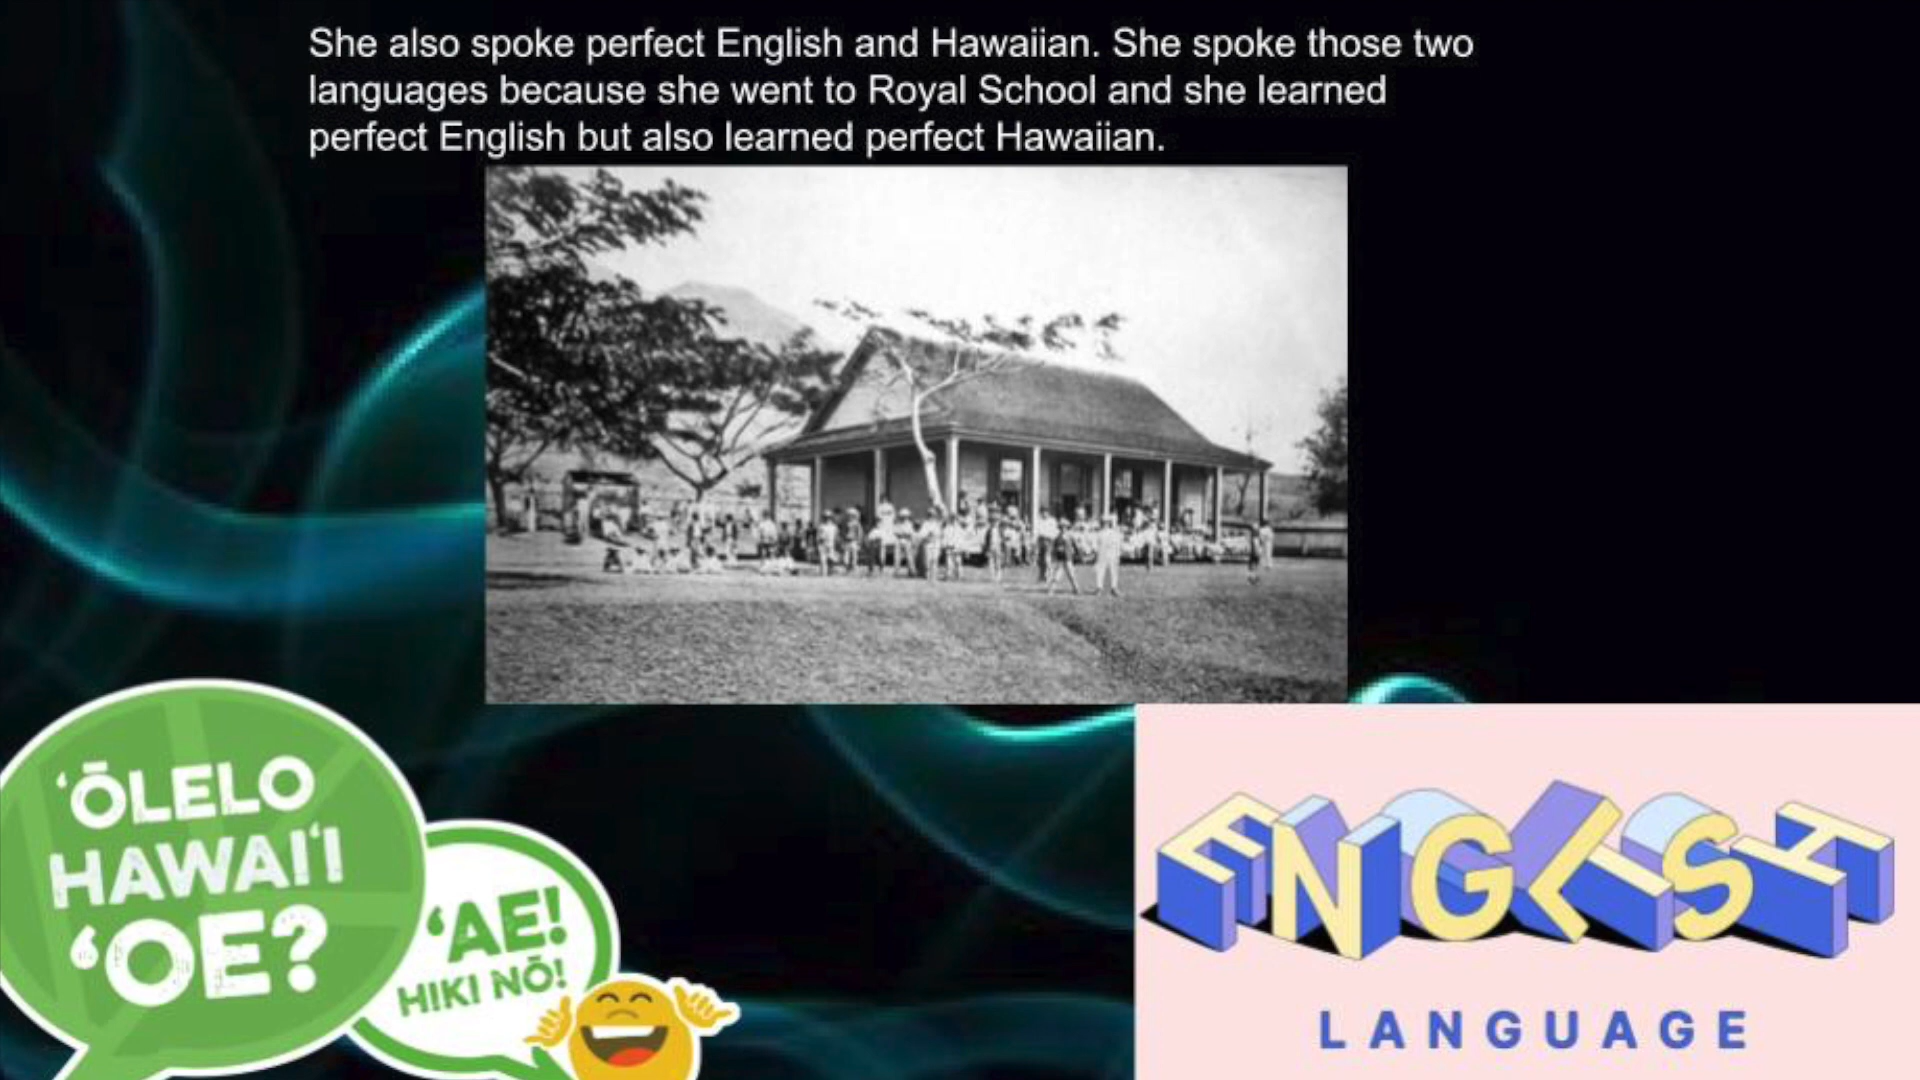 She also spoke perfect English and Hawaiian. She spoke those two
languages because she went to Royal School and she learned
perfect English but also learned perfect Hawaiian.
ʻŌLELO
HAWAIʻI
ʻOE?
ʻAE!
HIKI NŌ!
ENGLISH
LANGUAGE